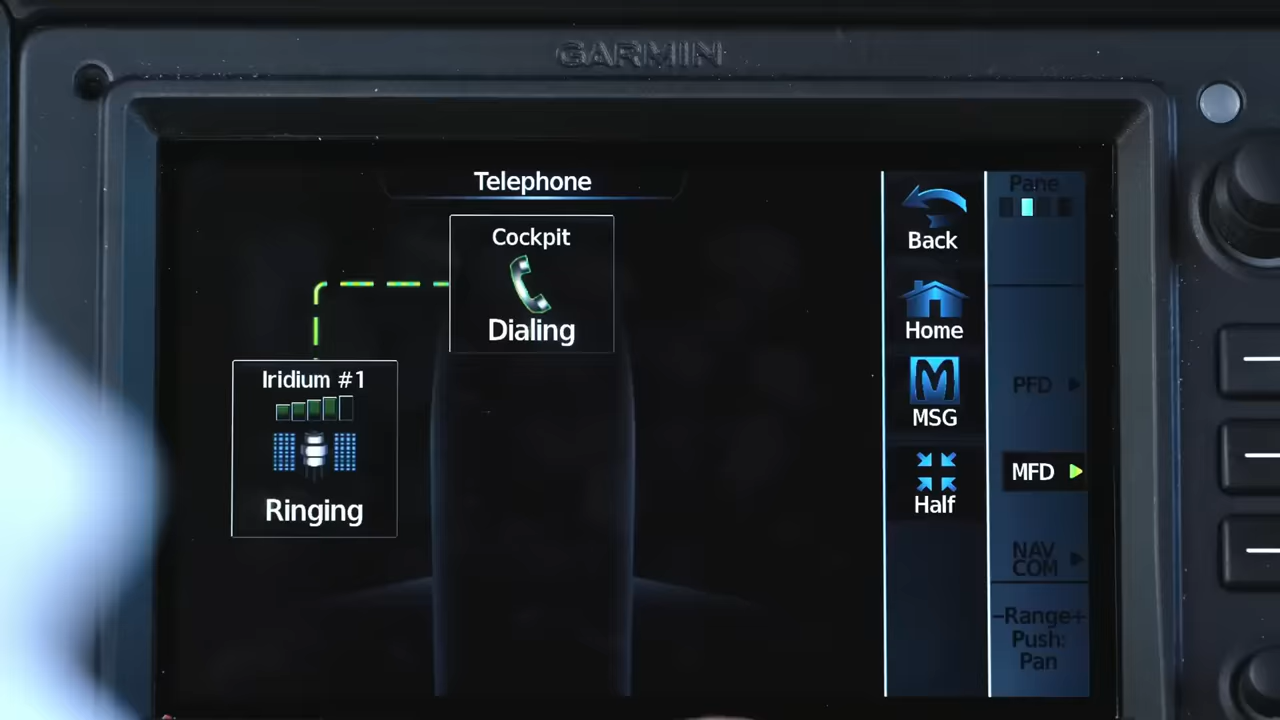 GARMIN
Telephone
Cockpit
Dialing
Iridium #1
Ringing
Back
Home
MSG
Half
Pane
PFD
MFD
NAV
COM
-Range+
Push:
Pan